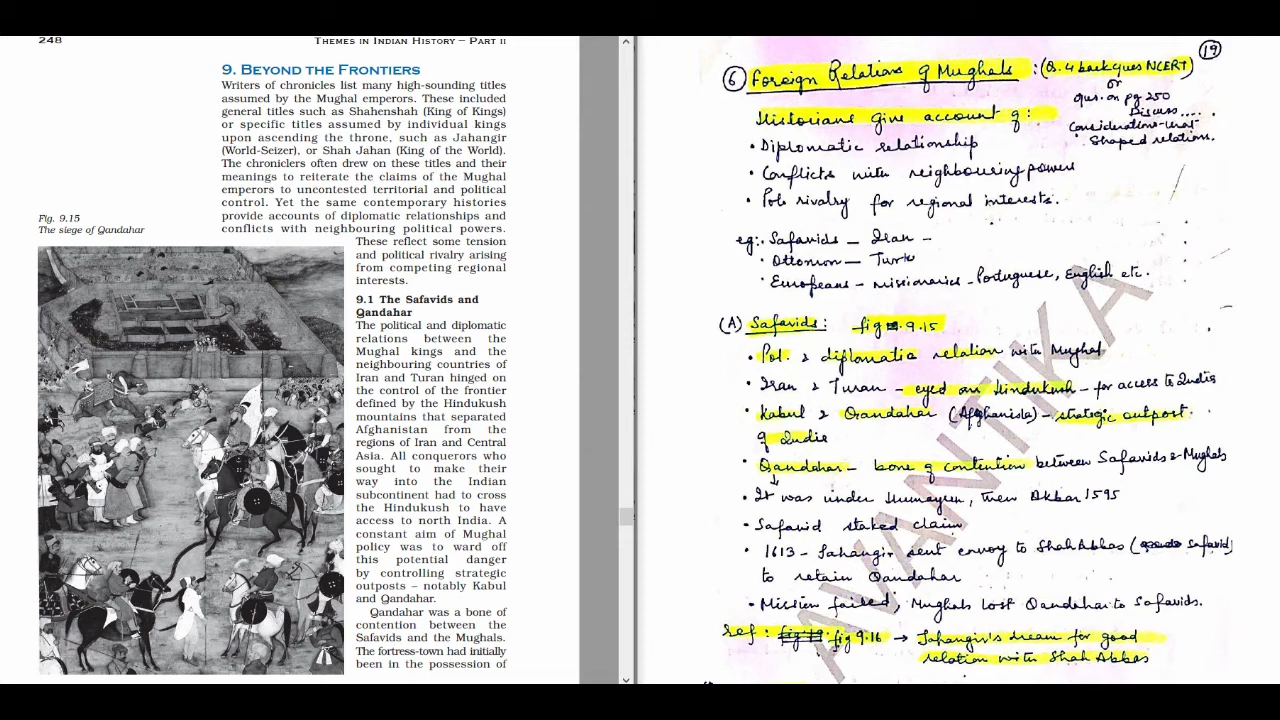 248
THEMES IN INDIAN HISTORY – PART II
9. BEYOND THE FRONTIERS
Writers of chronicles list many high-sounding titles
assumed by the Mughal emperors. These included
general titles such as Shahenshah (King of Kings)
or specific titles assumed by individual kings
upon ascending the throne, such as Jahangir
(World-Seizer), or Shah Jahan (King of the World).
The chroniclers often drew on these titles and their
meanings to reiterate the claims of the Mughal
emperors to uncontested territorial and political
control. Yet the same contemporary histories
provide accounts of diplomatic relationships and
conflicts with neighbouring political powers.
These reflect some tension
and political rivalry arising
from competing regional
interests.
Fig. 9.15
The siege of Qandahar
9.1 The Safavids and
Qandahar
The political and diplomatic
relations between the
Mughal kings and the
neighbouring countries of
Iran and Turan hinged on
the control of the frontier
defined by the Hindukush
mountains that separated
Afghanistan from the
regions of Iran and Central
Asia. All conquerors who
sought to make their
way into the Indian
subcontinent had to cross
the Hindukush to have
access to north India. A
constant aim of Mughal
policy was to ward off
this potential danger
by controlling strategic
outposts – notably Kabul
and Qandahar.
Qandahar was a bone of
contention between the
Safavids and the Mughals.
The fortress-town had initially
been in the possession of
19
6 Foreign Relations of Mughals : (Q. 4 back ques NCERT)
or
ques. on pg 250
Discuss ....
Considerations that
shaped relations.
Historians give account of :
• Diplomatic relationship
• Conflicts with neighbouring powers
• Pol. rivalry for regional interests.
eg:. Safavids – Iran –
• Ottoman – Turk
• Europeans – missionaries – Portuguese, English etc.
(A) Safavids : fig 9.15
• Pol. & diplomatic relation with Mughal
• Iran & Turan – eyed on Hindukush – for access to India
• Kabul & Qandahar (Afghanista) – strategic outpost
of India
• Qandahar – bone of contention between Safavids & Mughals
• It was under Humayun, then Akbar 1595
• Safavid staked claim
• 1613 – Jahangir sent envoy to Shah Abbas (Safavid)
to retain Qandahar
• Mission failed, Mughals lost Qandahar to Safavids.
Ref : fig 9.16 → Jahangir's dream for good
relation with Shah Abbas
AVANTIKA